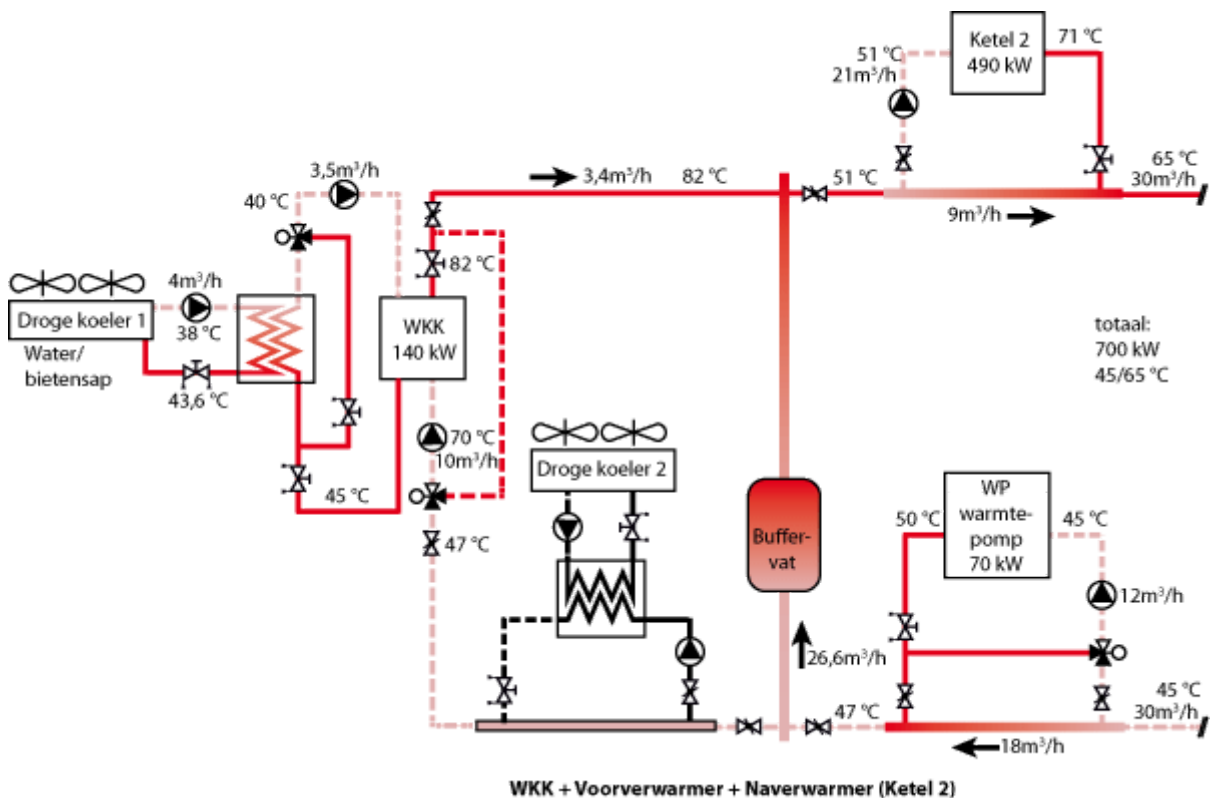 51 °C
21m³/h
Ketel 2
490 kW
71 °C
3,5m³/h
40 °C
3,4m³/h
82 °C
51 °C
65 °C
30m³/h
9m³/h
4m³/h
38 °C
82 °C
Droge koeler 1
WKK
140 kW
Water/
bietensap
43,6 °C
totaal:
700 kW
45/65 °C
70 °C
10m³/h
Droge koeler 2
45 °C
47 °C
Buffer-
vat
50 °C
WP
warmte-
pomp
70 kW
45 °C
12m³/h
26,6m³/h
47 °C
45 °C
30m³/h
18m³/h
WKK + Voorverwarmer + Naverwarmer (Ketel 2)